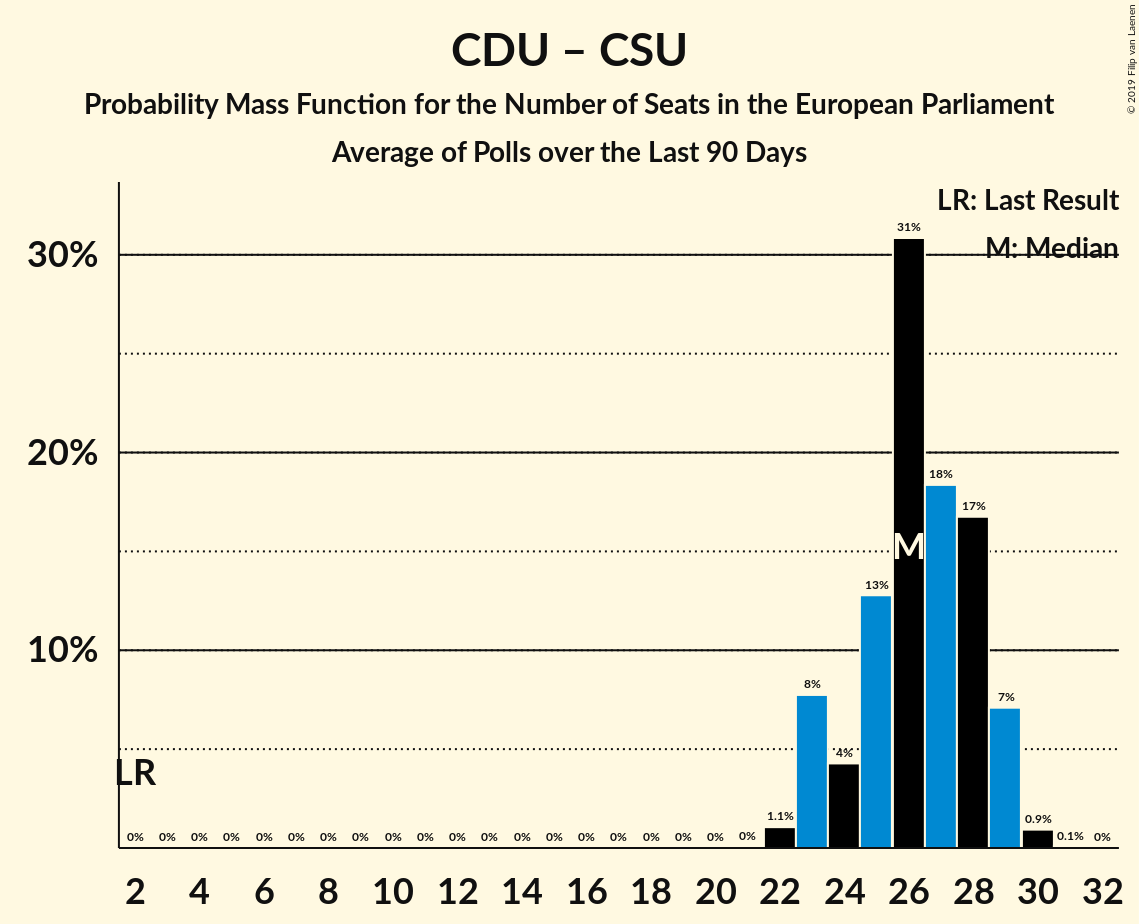 CDU – CSU
Probability Mass Function for the Number of Seats in the European Parliament
Average of Polls over the Last 90 Days
© 2019 Filip van Laenen
LR: Last Result
M: Median
30%
20%
10%
31%
18%
17%
M
13%
8%
7%
4%
LR
1.1%
0.9%
0% 0% 0% 0% 0% 0% 0% 0% 0% 0% 0% 0% 0% 0% 0% 0% 0% 0% 0% 0% 0.1% 0%
2 4 6 8 10 12 14 16 18 20 22 24 26 28 30 32